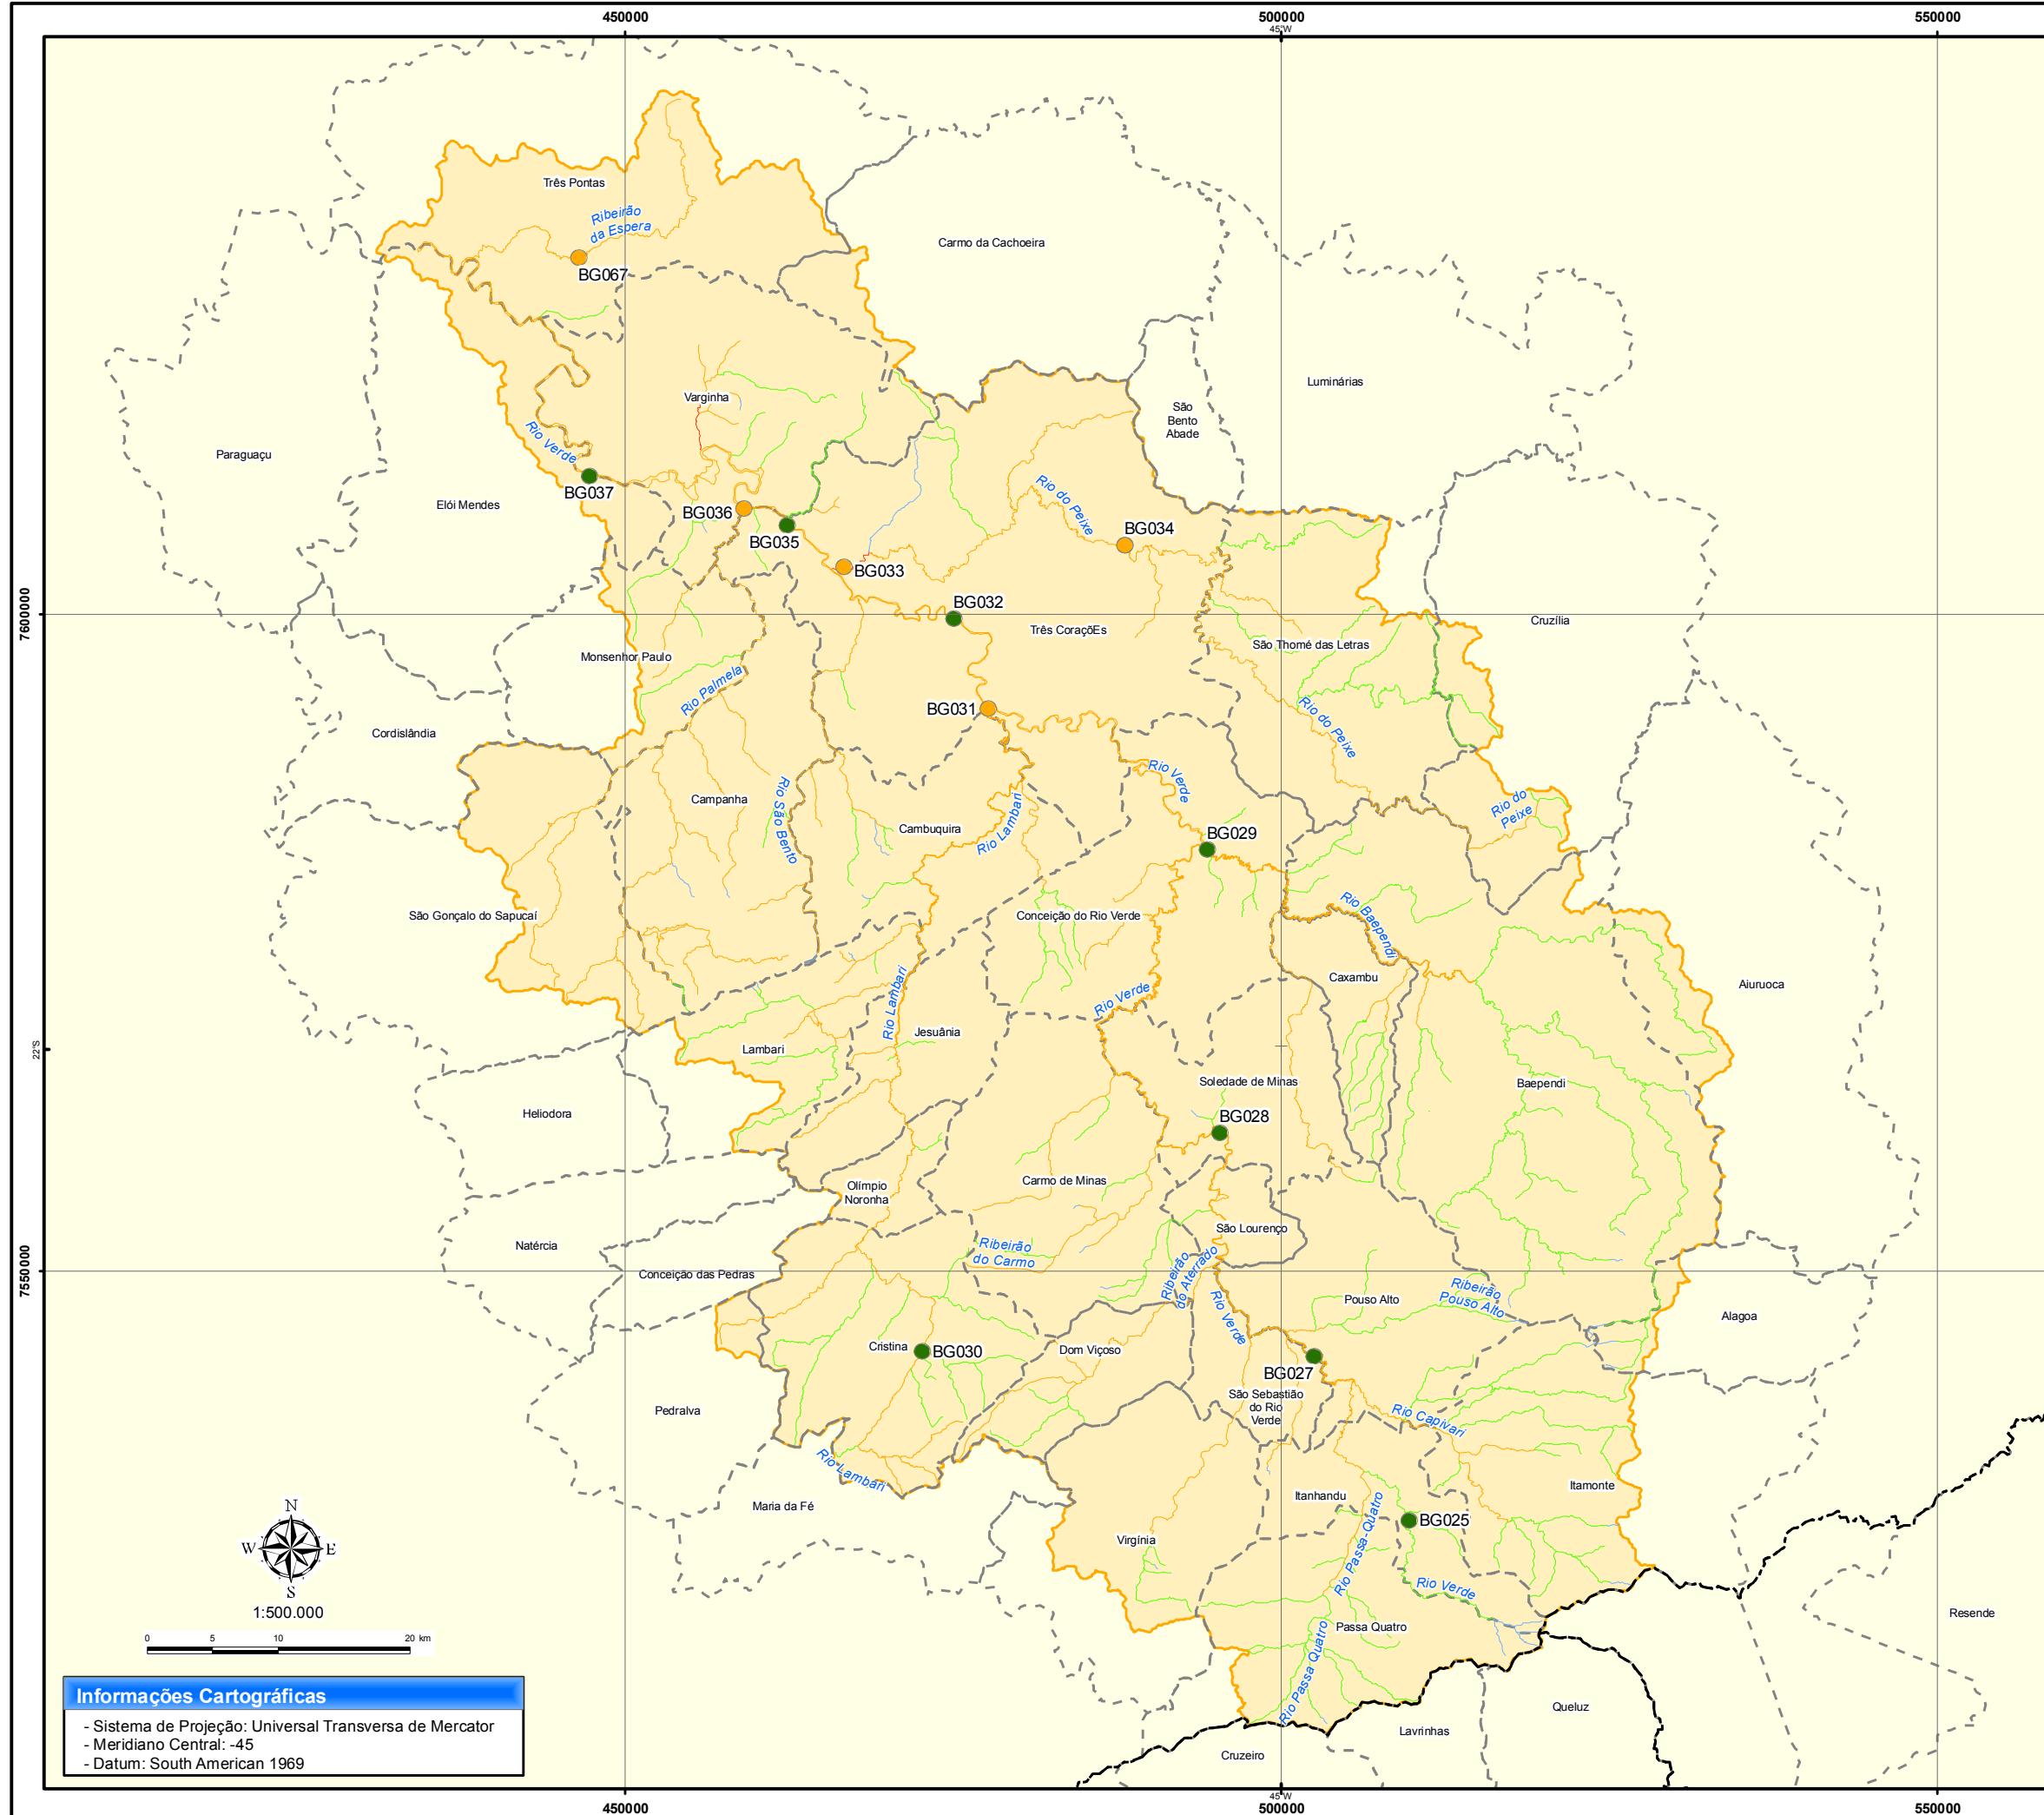 450000
500000
550000
45°W
Três Pontas
Ribeirão
da Espera
BG067
Carmo da Cachoeira
Luminárias
São
Bento
Abade
Varginha
Paraguaçu
Rio Verde
Elói Mendes
BG037
BG036
BG035
Rio do Peixe
BG034
BG033
BG032
7600000
Três CoraçõEs
Cruzília
São Thomé das Letras
Monsenhor Paulo
Rio Palmela
BG031
Rio do Peixe
Cordislândia
Rio Verde
Campanha
Rio São Bento
Cambuquira
Rio Lambari
Rio do
Peixe
BG029
São Gonçalo do Sapucaí
Conceição do Rio Verde
Rio Baependi
Caxambu
Aiuruoca
Rio Lambari
Rio Verde
Jesuânia
22°S
Lambari
Soledade de Minas
Baependi
Heliodora
BG028
Carmo de Minas
Olímpio
Noronha
São Lourenço
Natércia
Ribeirão
do Carmo
Conceição das Pedras
7550000
Ribeirão
do Aterrado
Rio Verde
Pouso Alto
Ribeirão
Pouso Alto
Alagoa
Cristina
BG030
Dom Viçoso
BG027
São Sebastião
do Rio
Verde
Rio Capivari
Pedralva
Rio Lambari
Maria da Fé
Itamonte
Itanhandu
BG025
Virgínia
Rio Passa-Quatro
Rio Verde
Passa Quatro
Resende
Rio Passa Quatro
Queluz
Lavrinhas
Cruzeiro
N
W
E
S
1:500.000
0
5
10
20 km
Informações Cartográficas
- Sistema de Projeção: Universal Transversa de Mercator
- Meridiano Central: -45
- Datum: South American 1969
45°W
450000
500000
550000